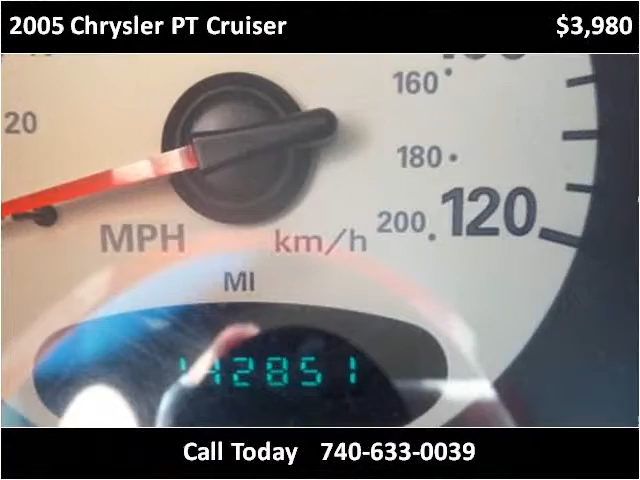 2005 Chrysler PT Cruiser $3,980
160
20
180
200 120
MPH km/h
MI
112851
Call Today 740-633-0039